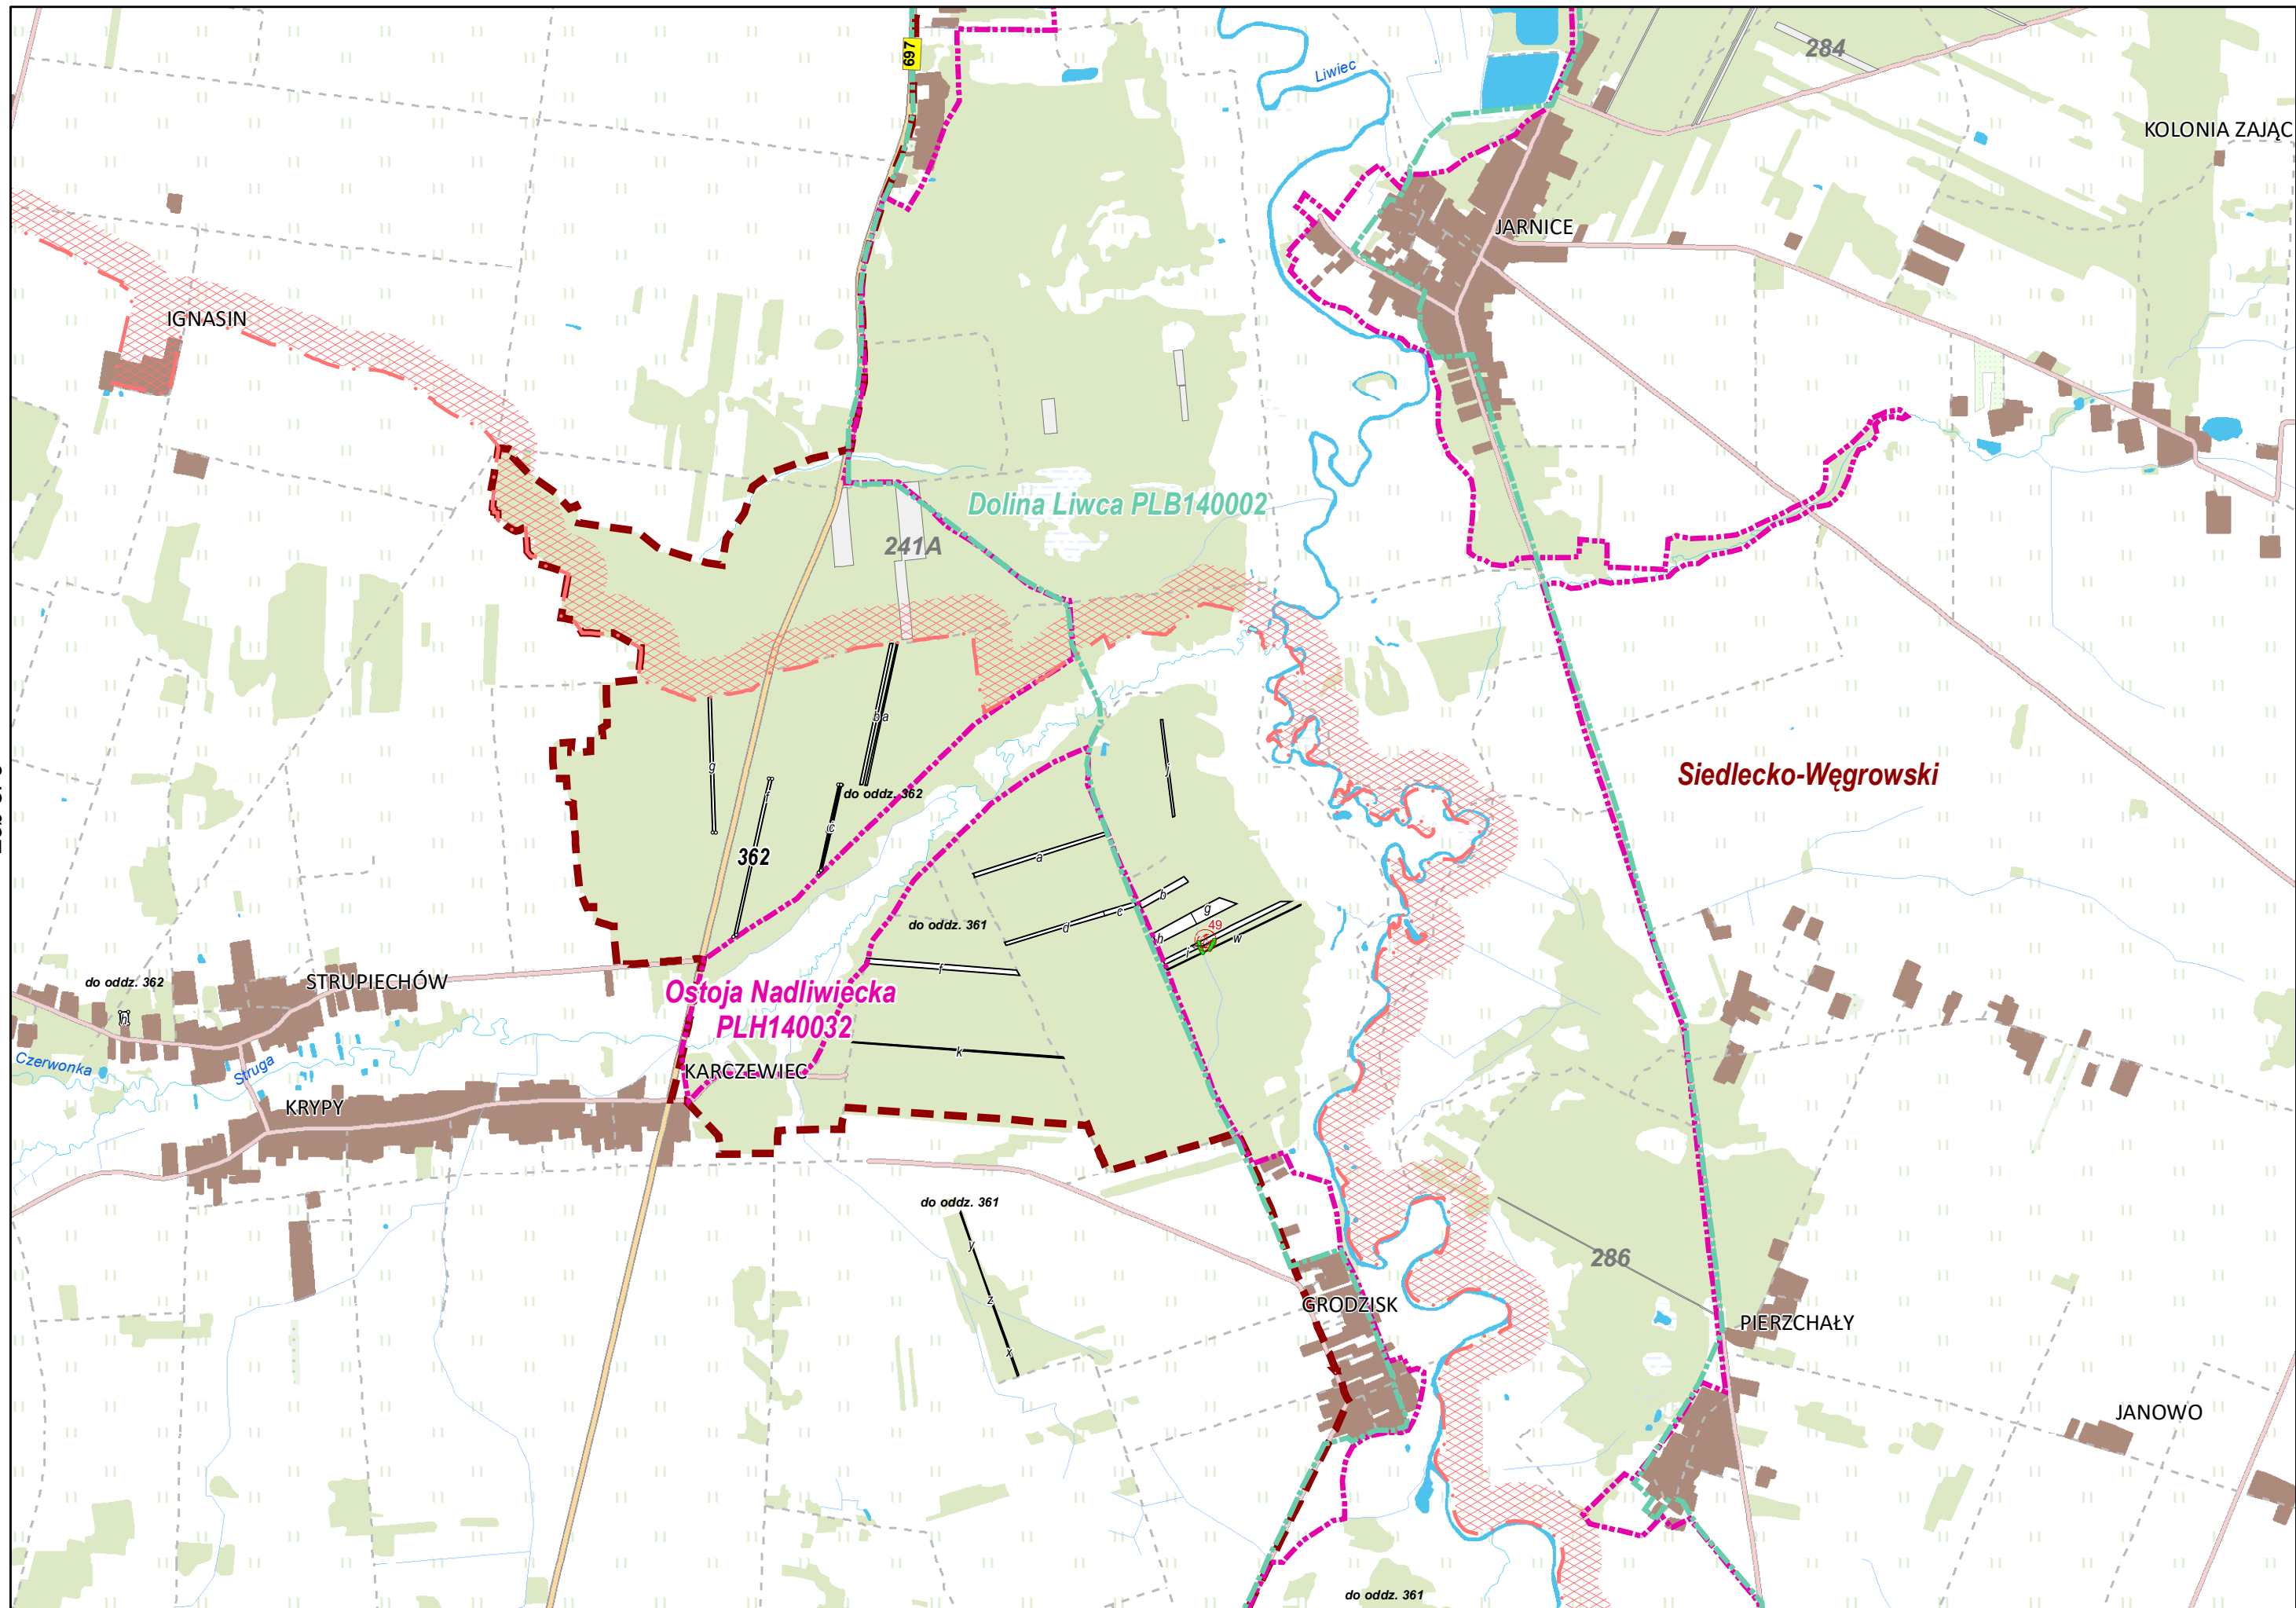 697
Liwiec
284
KOLONIA ZAJĄC
JARNICE
IGNASIN
Dolina Liwca PLB140002
241A
ba
g
j
Siedlecko-Węgrowski
f
do oddz. 362
c
362
a
b
do oddz. 361
c
g
d
49
h
w
i
f
do oddz. 362
STRUPIECHÓW
Ostoja Nadliwiecka
PLH140032
h
k
Czerwonka
Struga
KARCZEWIEC
KRYPY
do oddz. 361
y
286
z
GRODZISK
PIERZCHAŁY
x
JANOWO
do oddz. 361